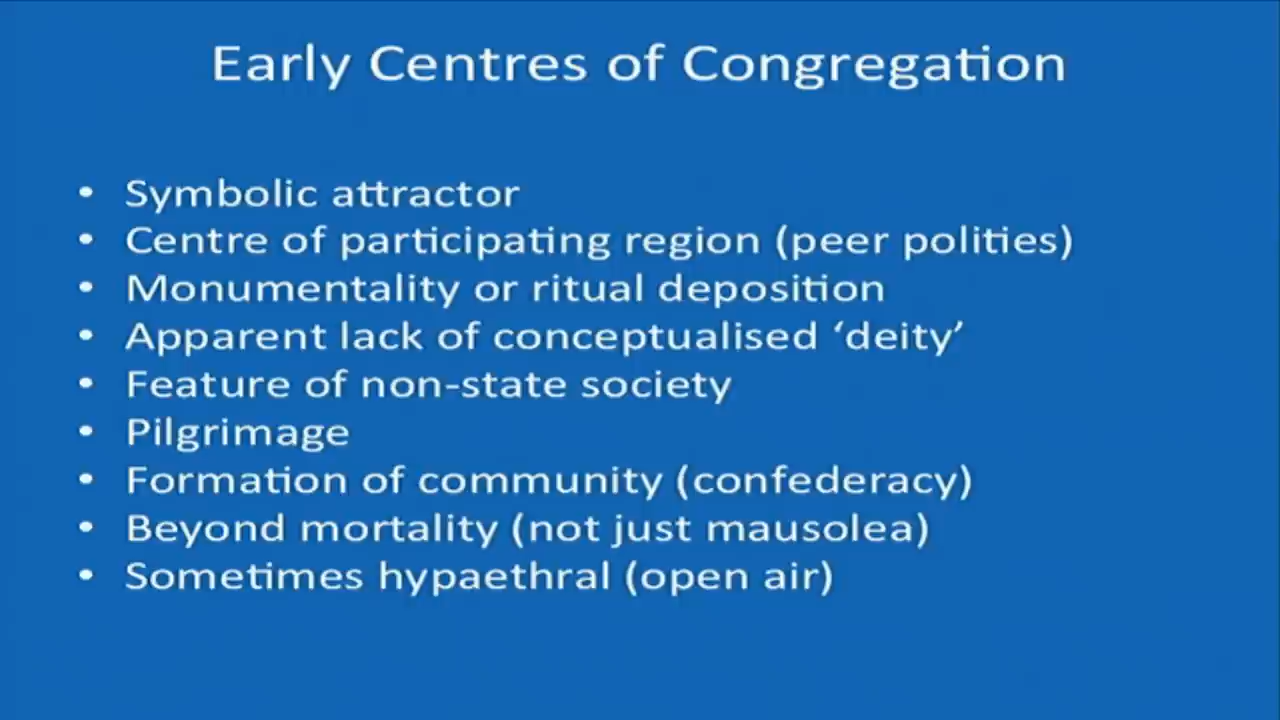 Early Centres of Congregation
• Symbolic attractor
• Centre of participating region (peer polities)
• Monumentality or ritual deposition
• Apparent lack of conceptualised ‘deity’
• Feature of non-state society
• Pilgrimage
• Formation of community (confederacy)
• Beyond mortality (not just mausolea)
• Sometimes hypaethral (open air)